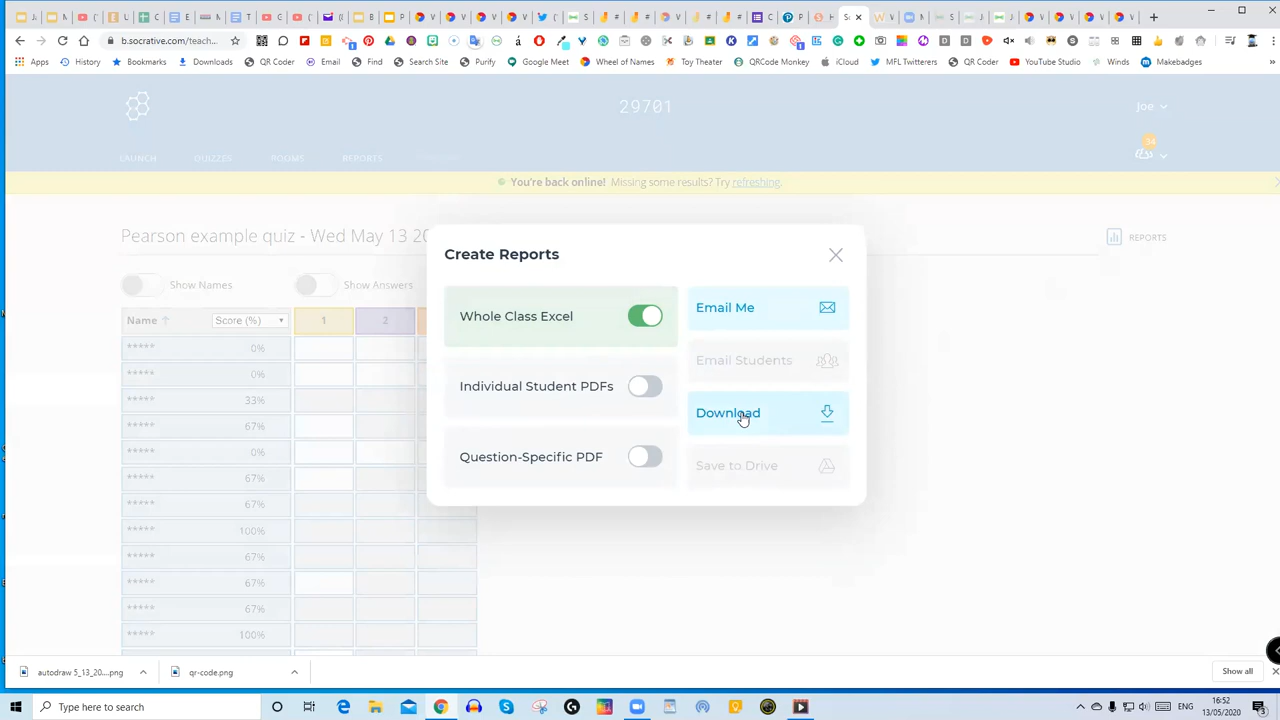 b.socrative.com/teach...
Apps
History
Bookmarks
Downloads
QR Coder
Email
Find
Search Site
Purify
Google Meet
Wheel of Names
Toy Theater
QRCode Monkey
iCloud
MFL Twitterers
QR Coder
YouTube Studio
Winds
Makebadges
»
29701
Joe
LAUNCH
QUIZZES
ROOMS
REPORTS
You're back online! Missing some results? Try refreshing.
Pearson example quiz - Wed May 13 20
REPORTS
Show Names
Show Answers
Name
Score (%)
1
2
***** 0%
***** 0%
***** 33%
***** 67%
***** 0%
***** 67%
***** 67%
***** 100%
***** 67%
***** 67%
***** 67%
***** 100%
Create Reports
Whole Class Excel
Individual Student PDFs
Question-Specific PDF
Email Me
Email Students
Download
Save to Drive
autodraw 5_13_20....png
qr-code.png
Show all
Type here to search
ENG
16:52
13/05/2020